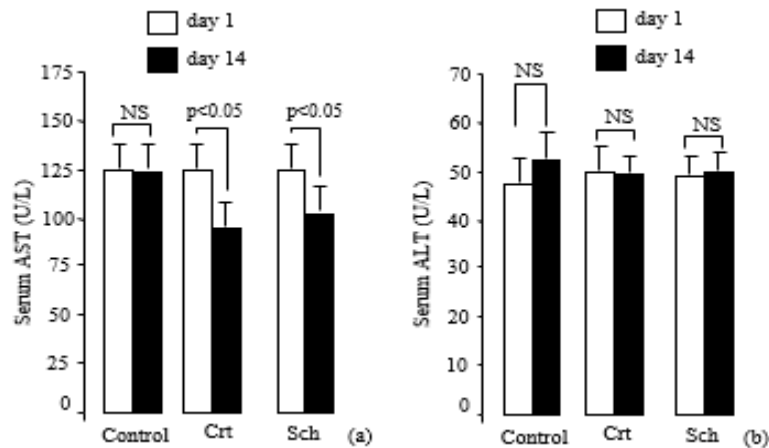 day 1
day 14
175
150
125
100
75
50
25
0
Serum AST (U/L)
NS
p<0.05
p<0.05
Control
Crt
Sch
(a)
day 1
day 14
70
60
50
40
30
20
10
0
Serum ALT (U/L)
NS
NS
NS
Control
Crt
Sch
(b)